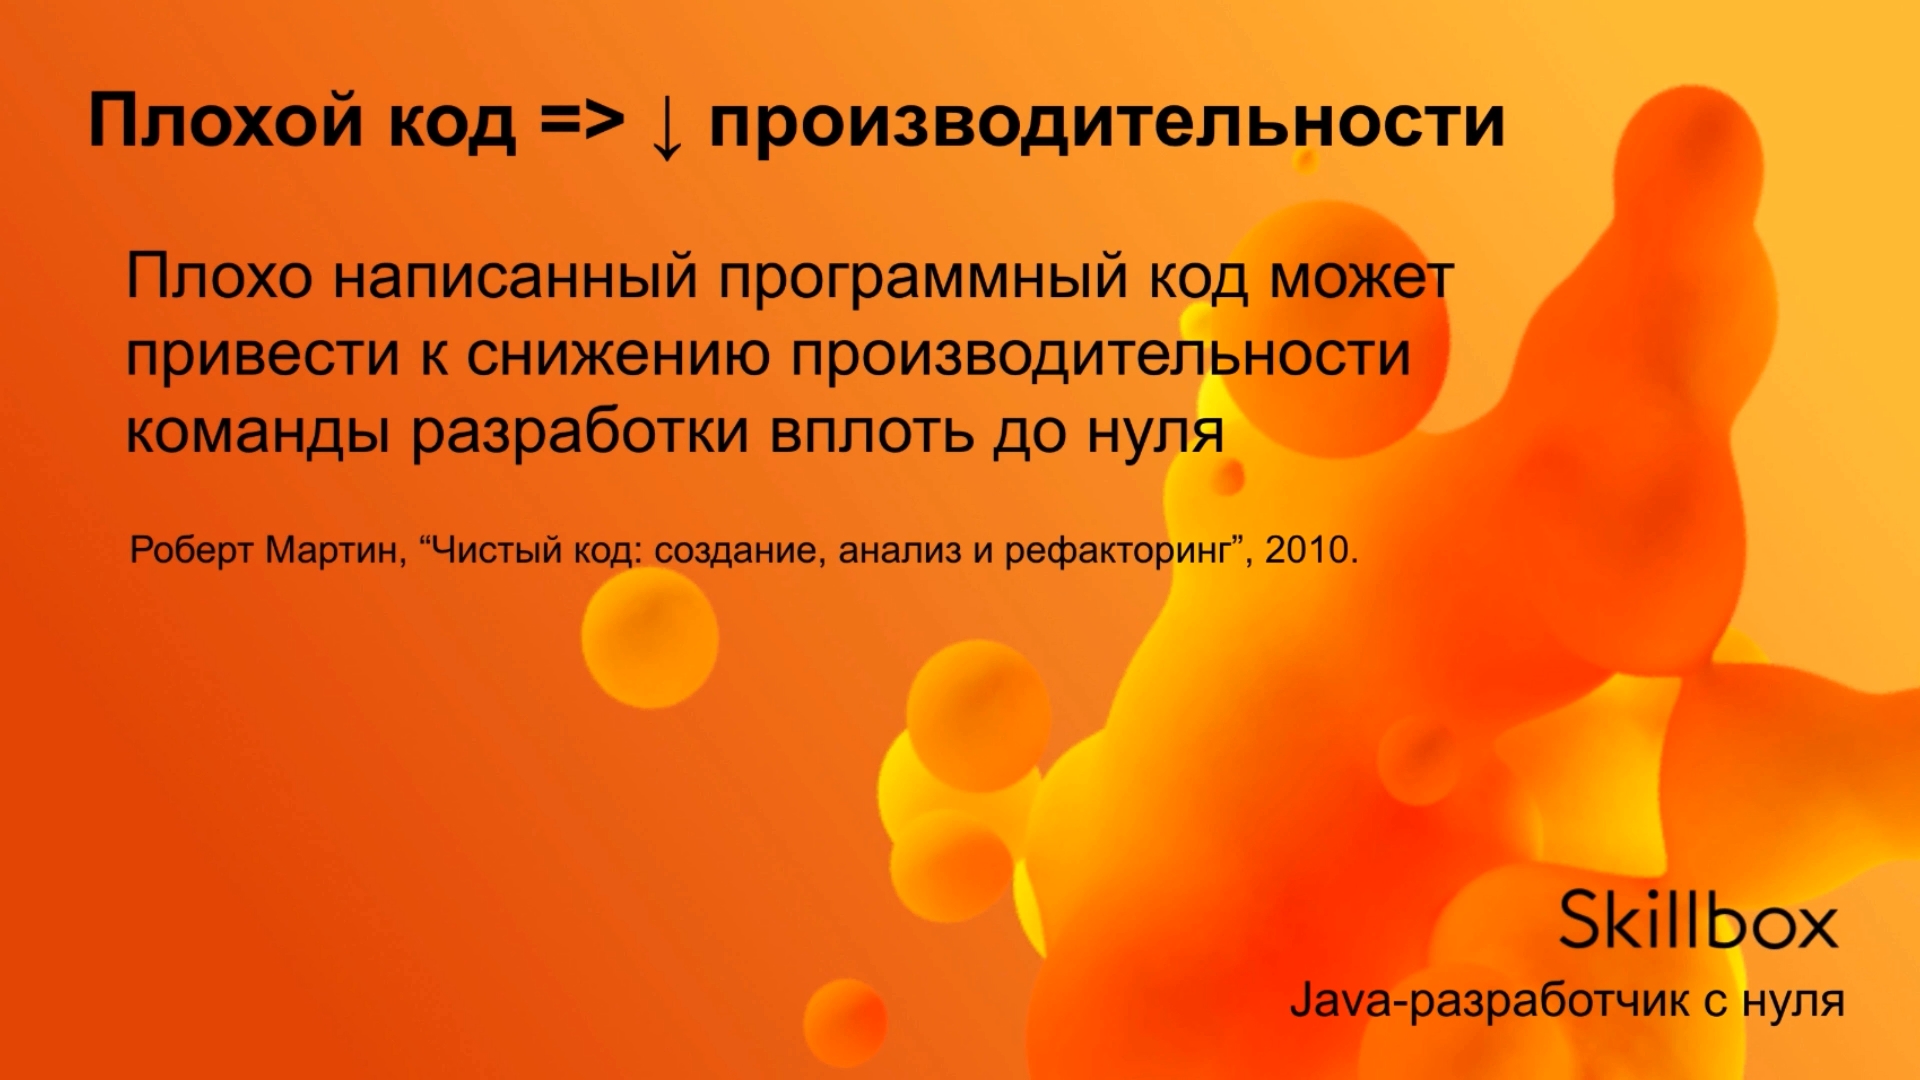 Плохой код => ↓ производительности
Плохо написанный программный код может
привести к снижению производительности
команды разработки вплоть до нуля
Роберт Мартин, “Чистый код: создание, анализ и рефакторинг”, 2010.
Skillbox
Java-разработчик с нуля